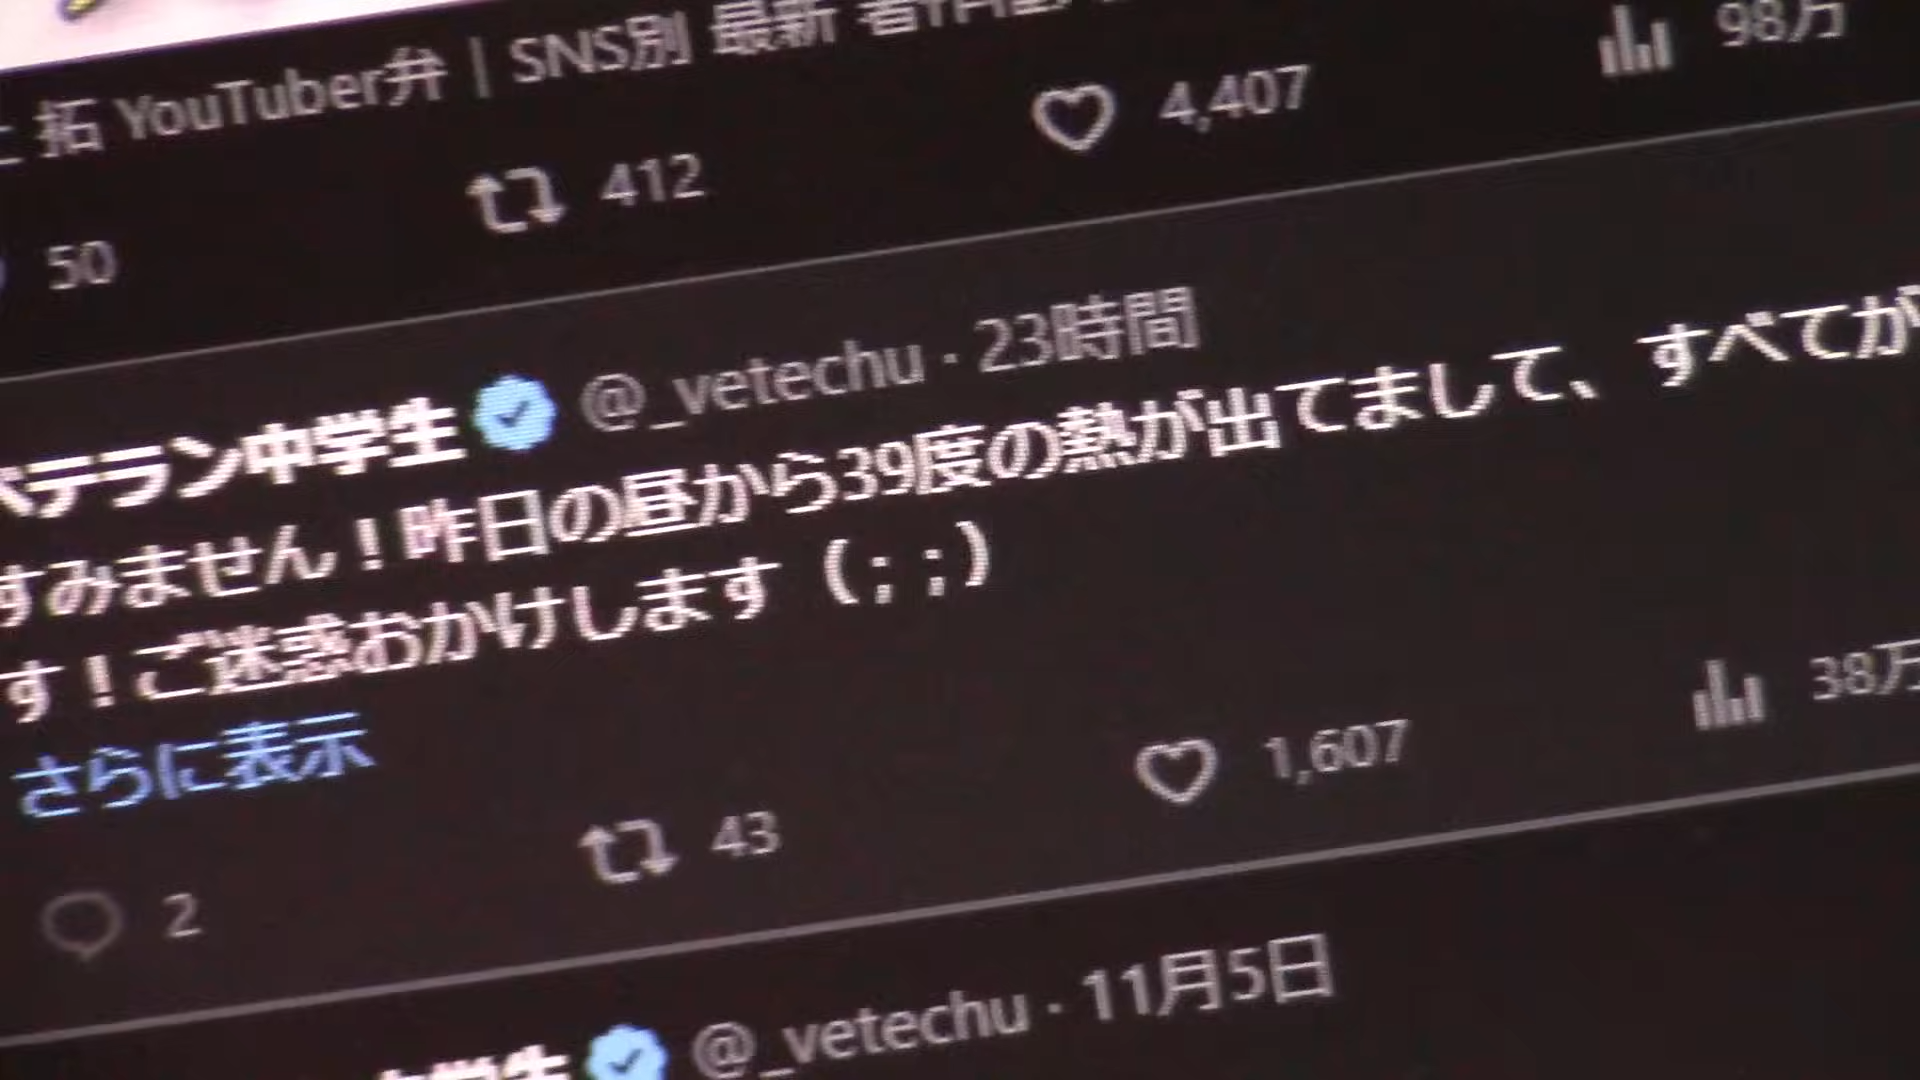 拓 YouTuber弁｜SNS別 最新
50 412 4,407 98万
ベテラン中学生 @_vetechu · 23時間
すみません！昨日の昼から39度の熱が出てまして、すべてが
す！ご迷惑おかけします（ ; ; ）
さらに表示
2 43 1,607 38万
@_vetechu · 11月5日